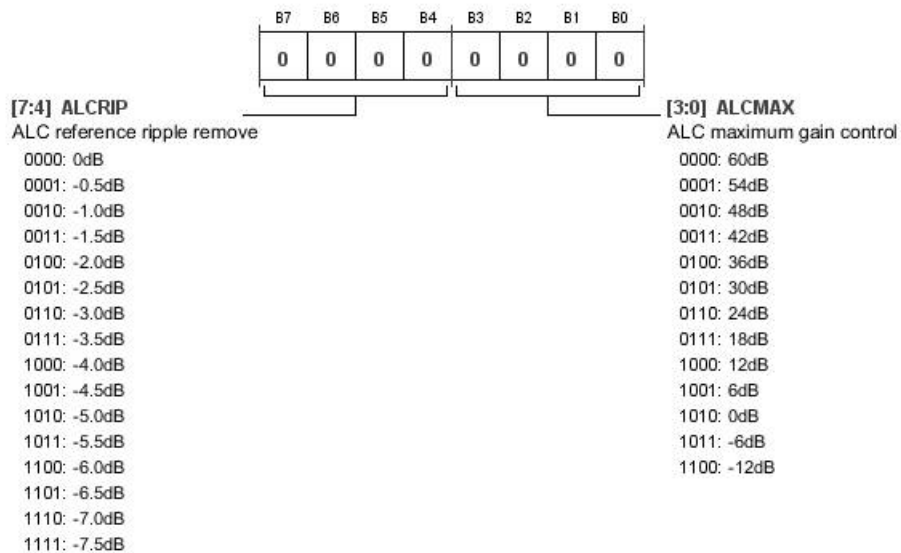 B7 B6 B5 B4 B3 B2 B1 B0
0 0 0 0 0 0 0 0
[7:4] ALCRIP
ALC reference ripple remove
0000: 0dB
0001: -0.5dB
0010: -1.0dB
0011: -1.5dB
0100: -2.0dB
0101: -2.5dB
0110: -3.0dB
0111: -3.5dB
1000: -4.0dB
1001: -4.5dB
1010: -5.0dB
1011: -5.5dB
1100: -6.0dB
1101: -6.5dB
1110: -7.0dB
1111: -7.5dB
[3:0] ALCMAX
ALC maximum gain control
0000: 60dB
0001: 54dB
0010: 48dB
0011: 42dB
0100: 36dB
0101: 30dB
0110: 24dB
0111: 18dB
1000: 12dB
1001: 6dB
1010: 0dB
1011: -6dB
1100: -12dB